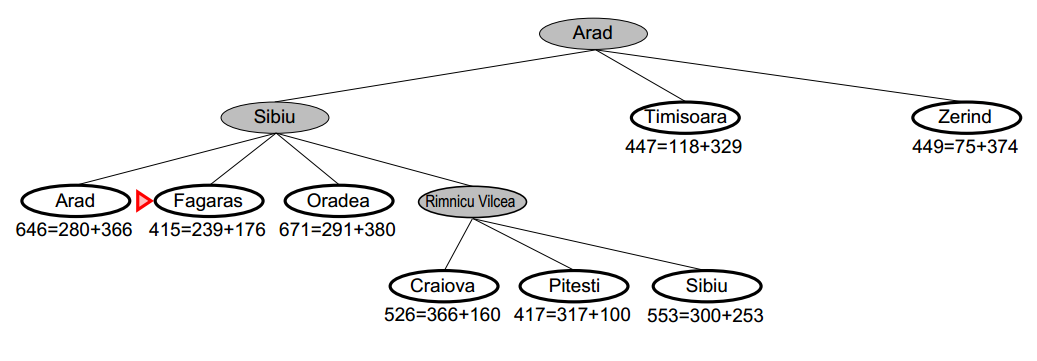 Arad
Sibiu
Timisoara
Zerind
447=118+329
449=75+374
Arad
Fagaras
Oradea
Rimnicu Vilcea
646=280+366
415=239+176
671=291+380
Craiova
Pitesti
Sibiu
526=366+160
417=317+100
553=300+253